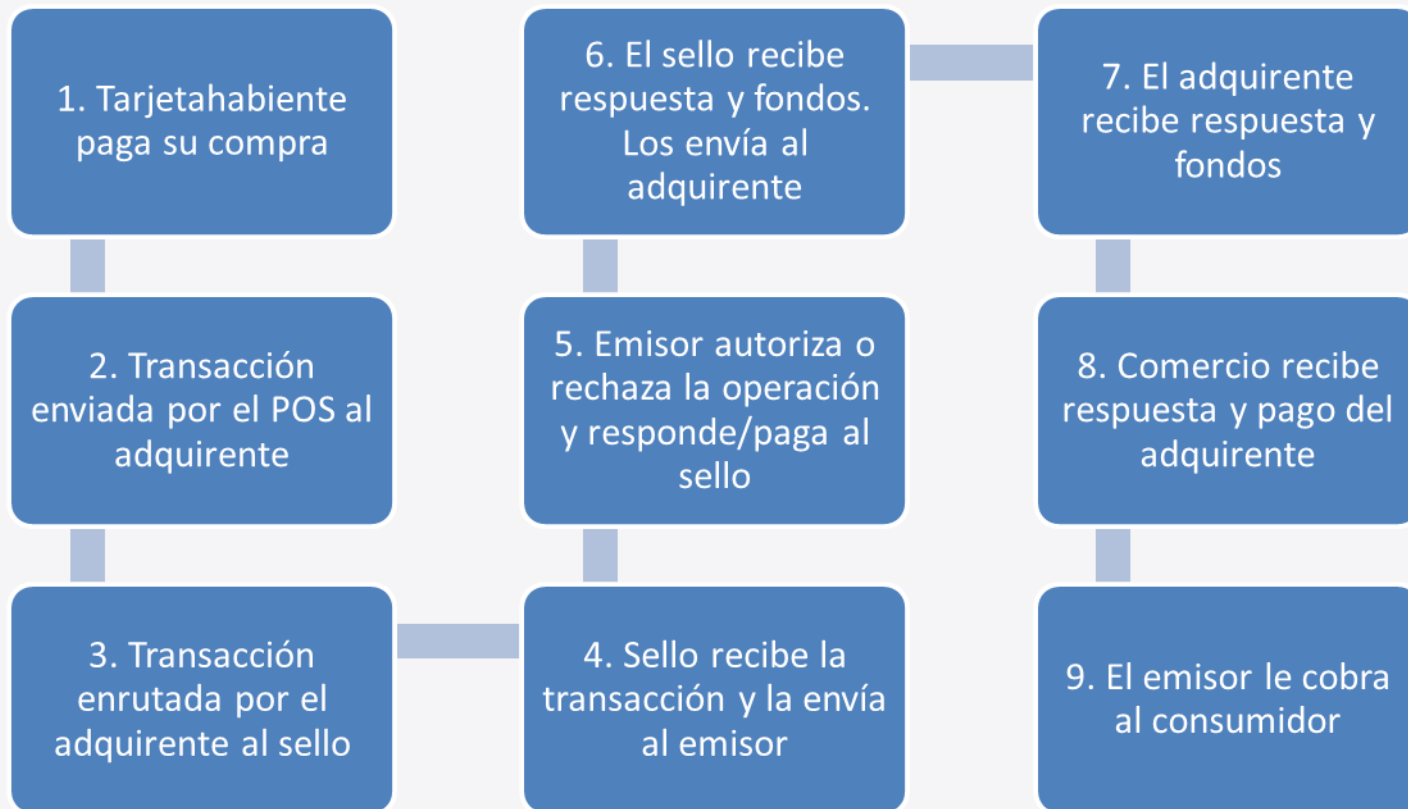 1. Tarjetahabiente
paga su compra
2. Transacción
enviada por el POS al
adquirente
3. Transacción
enrutada por el
adquirente al sello
4. Sello recibe la
transacción y la envía
al emisor
5. Emisor autoriza o
rechaza la operación
y responde/paga al
sello
6. El sello recibe
respuesta y fondos.
Los envía al
adquirente
7. El adquirente
recibe respuesta y
fondos
8. Comercio recibe
respuesta y pago del
adquirente
9. El emisor le cobra
al consumidor